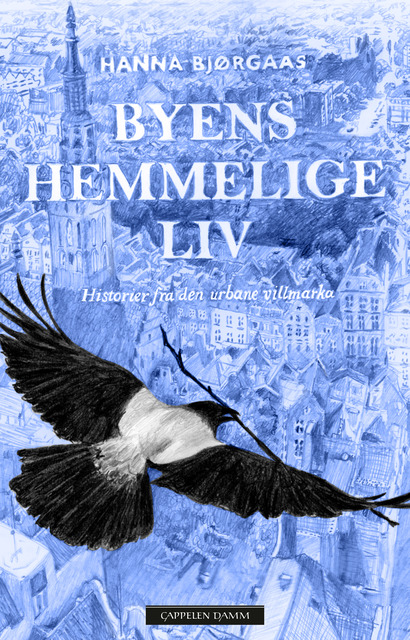 HANNA BJØRGAAS
BYENS
HEMMELIGE
LIV
Historier fra den urbane villmarka
CAPPELEN DAMM